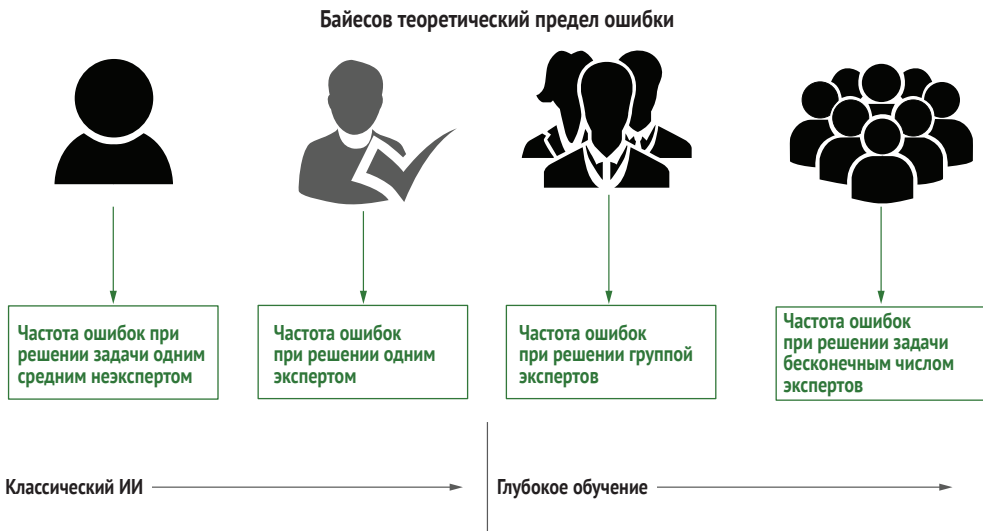 Байесов теоретический предел ошибки
Частота ошибок при
решении задачи одним
средним неэкспертом
Частота ошибок
при решении одним
экспертом
Частота ошибок
при решении группой
экспертов
Частота ошибок
при решении задачи
бесконечным числом
экспертов
Классический ИИ
Глубокое обучение